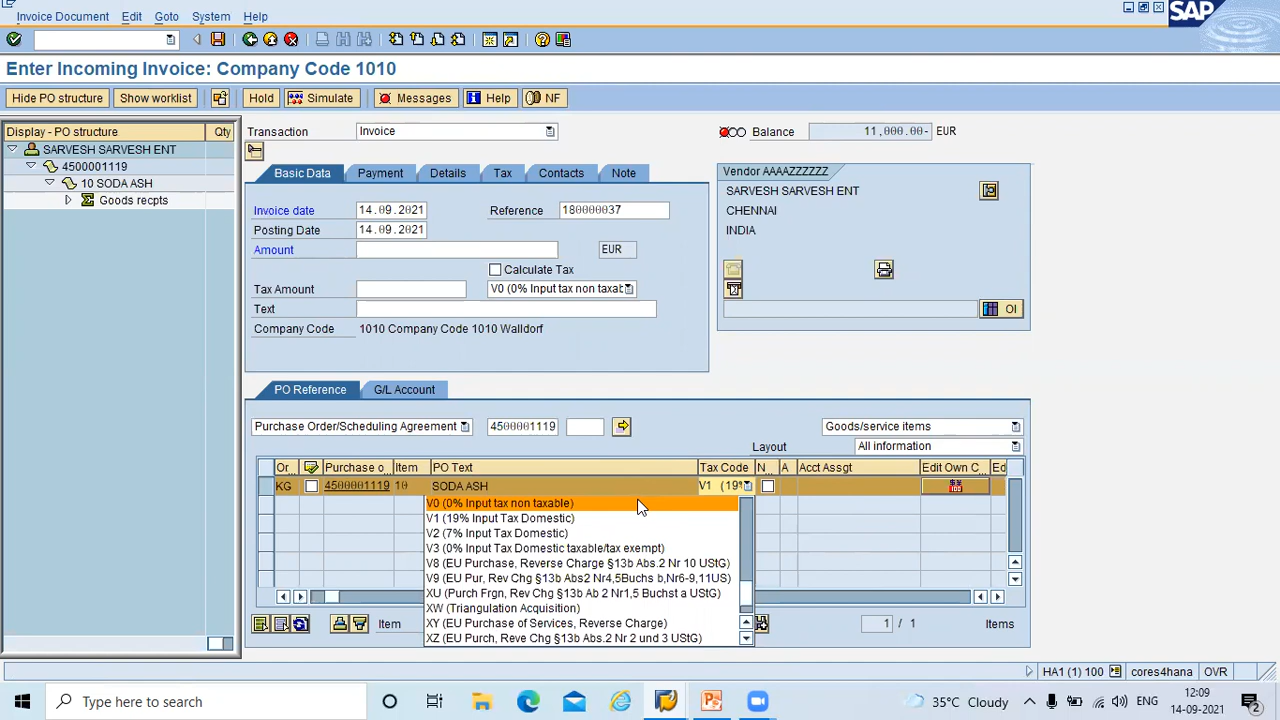 Invoice Document Edit Goto System Help
SAP
Enter Incoming Invoice: Company Code 1010
Hide PO structure Show worklist Hold Simulate Messages Help NF
Display - PO structure Qty
SARVESH SARVESH ENT
4500001119
10 SODA ASH
Goods recpts
Transaction Invoice Balance 11,000.00- EUR
Basic Data Payment Details Tax Contacts Note
Invoice date 14.09.2021 Reference 180000037
Posting Date 14.09.2021
Amount EUR
Calculate Tax
Tax Amount V0 (0% Input tax non taxab
Text
Company Code 1010 Company Code 1010 Walldorf
Vendor AAAAZZZZZZ
SARVESH SARVESH ENT
CHENNAI
INDIA
OI
PO Reference G/L Account
Purchase Order/Scheduling Agreement 4500001119 Goods/service items
Layout All information
Or... Purchase o Item PO Text Tax Code N... A Acct Assgt Edit Own C... Ed
KG 4500001119 10 SODA ASH V1 (19%
V0 (0% Input tax non taxable)
V1 (19% Input Tax Domestic)
V2 (7% Input Tax Domestic)
V3 (0% Input Tax Domestic taxable/tax exempt)
V8 (EU Purchase, Reverse Charge §13b Abs.2 Nr 10 UStG)
V9 (EU Pur, Rev Chg §13b Abs2 Nr4,5Buchs b,Nr6-9,11US)
XU (Purch Frgn, Rev Chg §13b Ab 2 Nr1,5 Buchst a UStG)
XW (Triangulation Acquisition)
XY (EU Purchase of Services, Reverse Charge)
XZ (EU Purch, Reve Chg §13b Abs.2 Nr 2 und 3 UStG)
Item 1 / 1 Items
HA1 (1) 100 cores4hana OVR
Type here to search
35°C Cloudy ENG 12:09
14-09-2021 2